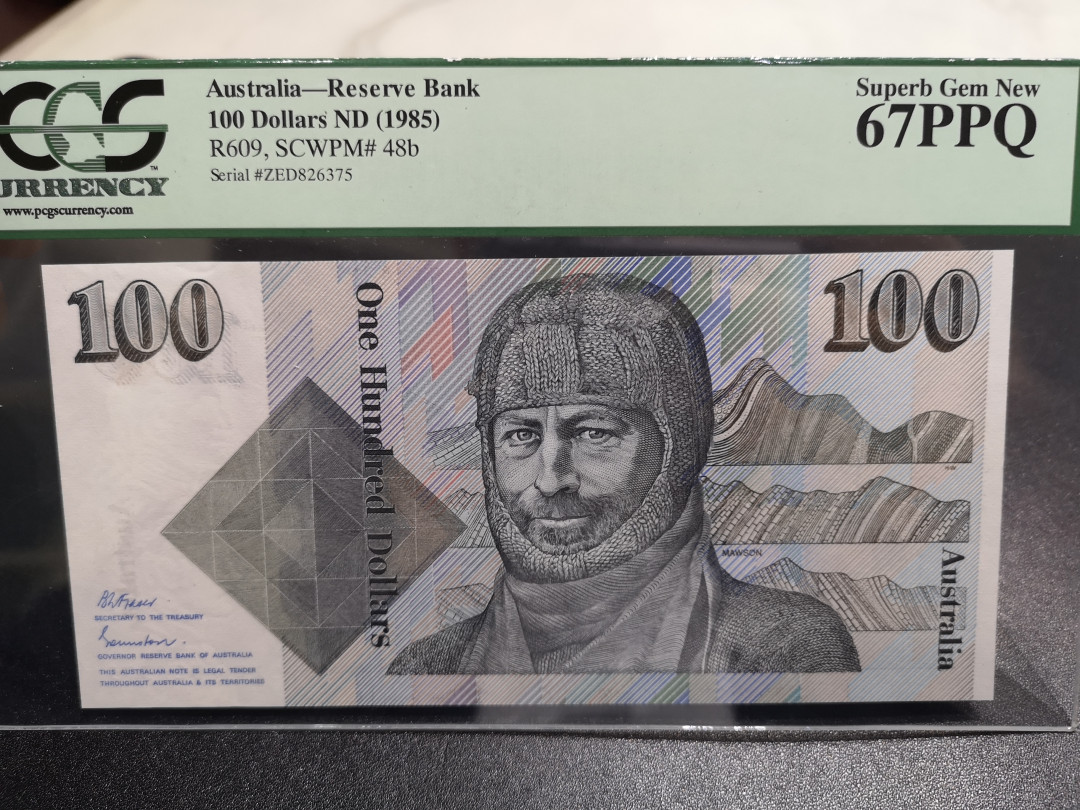 PCGS
CURRENCY
TM
www.pcgscurrency.com
Australia—Reserve Bank
100 Dollars ND (1985)
R609, SCWPM# 48b
Serial #ZED826375
Superb Gem New
67PPQ
100
100
One Hundred Dollars
MAWSON
Australia
SECRETARY TO THE TREASURY
GOVERNOR RESERVE BANK OF AUSTRALIA
THIS AUSTRALIAN NOTE IS LEGAL TENDER
THROUGHOUT AUSTRALIA & ITS TERRITORIES